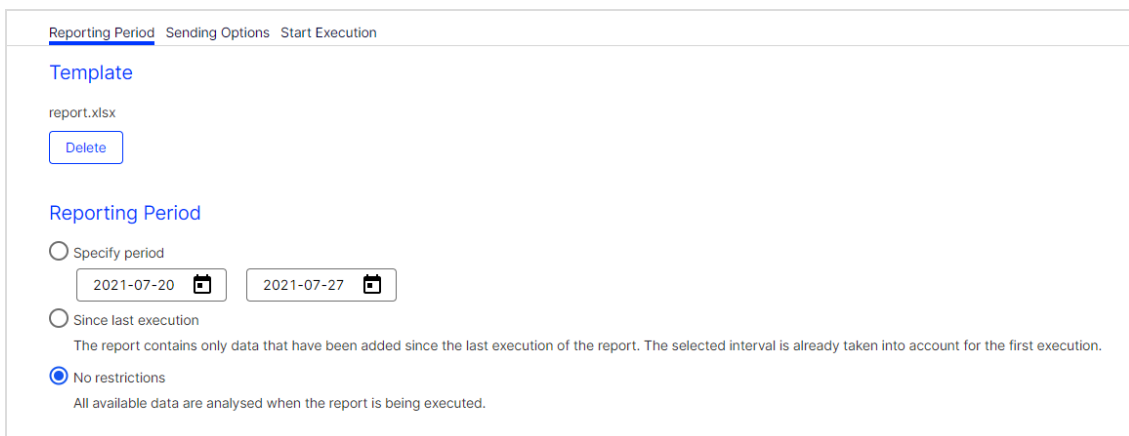 Reporting Period Sending Options Start Execution
Template
report.xlsx
Delete
Reporting Period
Specify period
2021-07-20 2021-07-27
Since last execution
The report contains only data that have been added since the last execution of the report. The selected interval is already taken into account for the first execution.
No restrictions
All available data are analysed when the report is being executed.